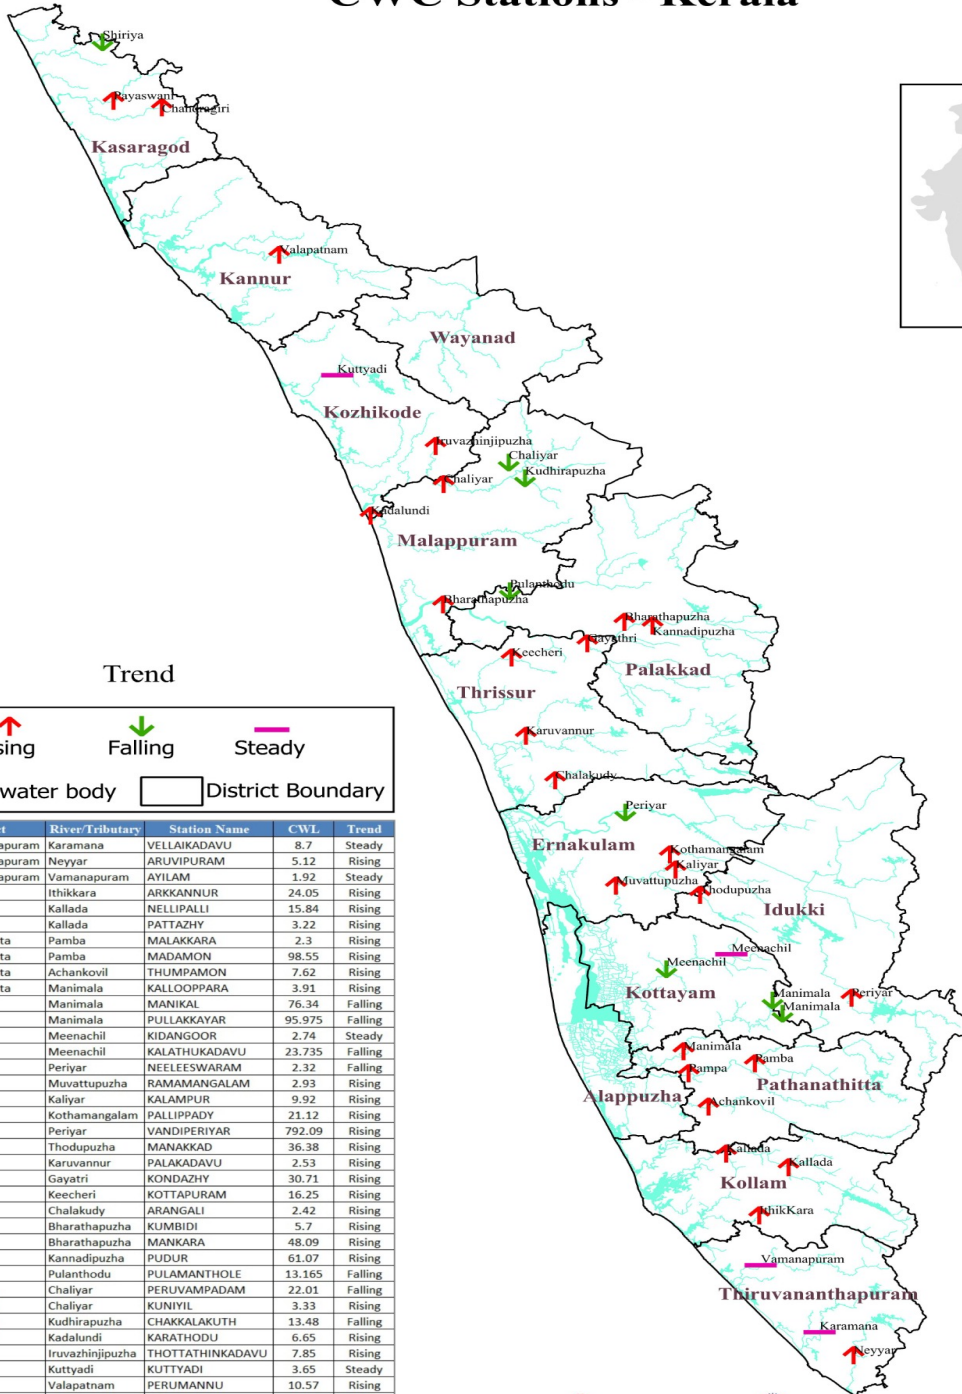 CWC Stations - Kerala
Shiriya
Payaswani
Chandragiri
Kasaragod
Valapatnam
Kannur
Wayanad
Kuttyadi
Kozhikode
Iruvazhinjipuzha
Chaliyar
Kudhirapuzha
Chaliyar
Kadalundi
Malappuram
Pulanthodu
Bharathapuzha
Bharathapuzha
Kannadipuzha
Gayathri
Keecheri
Palakkad
Thrissur
Karuvannur
Chalakudy
Periyar
Ernakulam
Kothamangalam
Kaliyar
Muvattupuzha
Thodupuzha
Idukki
Meenachil
Meenachil
Kottayam
Manimala
Periyar
Manimala
Manimala
Pamba
Pampa
Pathanathitta
Alappuzha
Achankovil
Kallada
Kallada
Kollam
IthikKara
Vamanapuram
Thiruvananthapuram
Karamana
Neyyar
Trend
sing Falling Steady
water body District Boundary
ct River/Tributary Station Name CWL Trend
apuram Karamana VELLAIKADAVU 8.7 Steady
apuram Neyyar ARUVIPURAM 5.12 Rising
apuram Vamanapuram AYILAM 1.92 Steady
Ithikkara ARKKANNUR 24.05 Rising
Kallada NELLIPALLI 15.84 Rising
Kallada PATTAZHY 3.22 Rising
ta Pamba MALAKKARA 2.3 Rising
ta Pamba MADAMON 98.55 Rising
ta Achankovil THUMPAMON 7.62 Rising
ta Manimala KALLOOPPARA 3.91 Rising
Manimala MANIKAL 76.34 Falling
Manimala PULLAKKAYAR 95.975 Falling
Meenachil KIDANGOOR 2.74 Steady
Meenachil KALATHUKADAVU 23.735 Falling
Periyar NEELEESWARAM 2.32 Falling
Muvattupuzha RAMAMANGALAM 2.93 Rising
Kaliyar KALAMPUR 9.92 Rising
Kothamangalam PALLIPPADY 21.12 Rising
Periyar VANDIPERIYAR 792.09 Rising
Thodupuzha MANAKKAD 36.38 Rising
Karuvannur PALAKADAVU 2.53 Rising
Gayatri KONDAZHY 30.71 Rising
Keecheri KOTTAPURAM 16.25 Rising
Chalakudy ARANGALI 2.42 Rising
Bharathapuzha KUMBIDI 5.7 Rising
Bharathapuzha MANKARA 48.09 Rising
Kannadipuzha PUDUR 61.07 Rising
Pulanthodu PULAMANTHOLE 13.165 Falling
Chaliyar PERUVAMPADAM 22.01 Falling
Chaliyar KUNIYIL 3.33 Rising
Kudhirapuzha CHAKKALAKUTH 13.48 Falling
Kadalundi KARATHODU 6.65 Rising
Iruvazhinjipuzha THOTTATHINKADAVU 7.85 Rising
Kuttyadi KUTTYADI 3.65 Steady
Valapatnam PERUMANNU 10.57 Rising